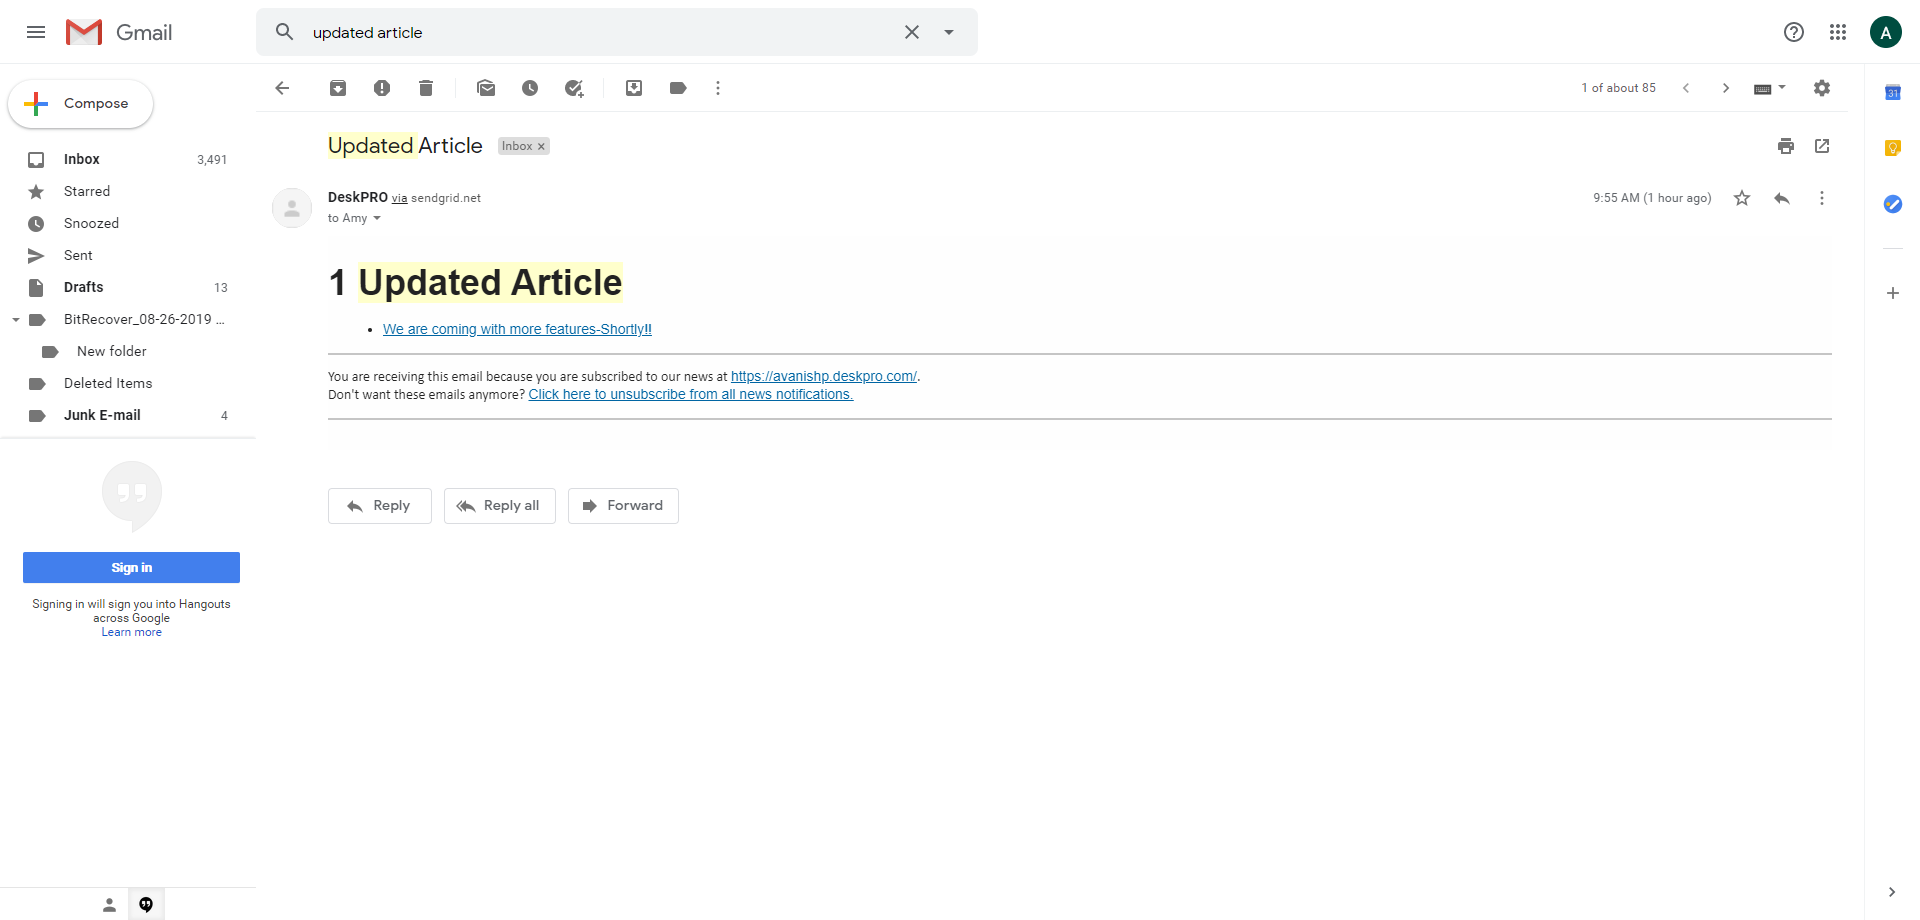 Gmail
updated article
A
Compose
1 of about 85
31
Updated Article Inbox ×
Inbox 3,491
Starred
Snoozed
Sent
Drafts 13
BitRecover_08-26-2019 ...
New folder
Deleted Items
Junk E-mail 4
DeskPRO via sendgrid.net
9:55 AM (1 hour ago)
to Amy
1 Updated Article
• We are coming with more features-Shortly!!
You are receiving this email because you are subscribed to our news at https://avanishp.deskpro.com/.
Don't want these emails anymore? Click here to unsubscribe from all news notifications.
Reply
Reply all
Forward
Sign in
Signing in will sign you into Hangouts
across Google
Learn more